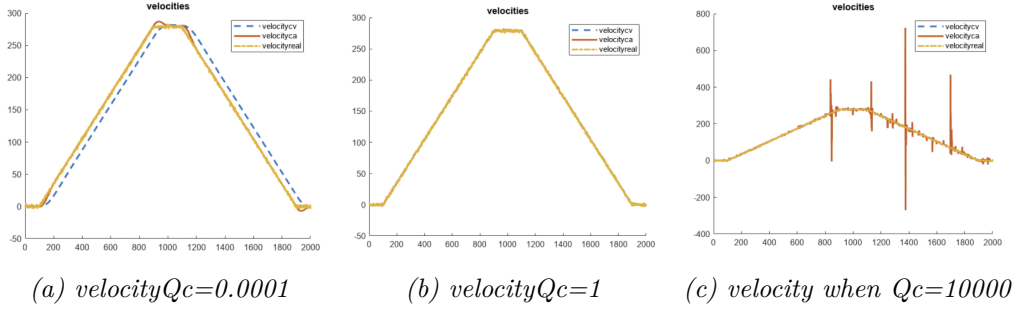 velocities
velocitycv
velocityca
velocityreal
300
250
200
150
100
50
0
-50
0 200 400 600 800 1000 1200 1400 1600 1800 2000
(a) velocityQc=0.0001
velocities
velocitycv
velocityca
velocityreal
300
250
200
150
100
50
0
-50
0 200 400 600 800 1000 1200 1400 1600 1800 2000
(b) velocityQc=1
velocities
velocitycv
velocityca
velocityreal
800
600
400
200
0
-200
-400
0 200 400 600 800 1000 1200 1400 1600 1800 2000
(c) velocity when Qc=10000